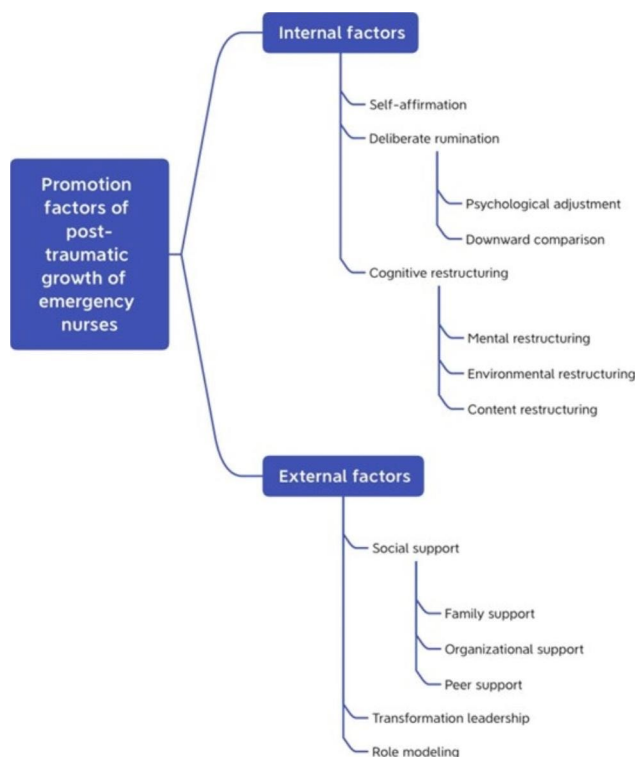 Internal factors
Self-affirmation
Deliberate rumination
Promotion
factors of
post-
traumatic
growth of
emergency
nurses
Psychological adjustment
Downward comparison
Cognitive restructuring
Mental restructuring
Environmental restructuring
Content restructuring
External factors
Social support
Family support
Organizational support
Peer support
Transformation leadership
Role modeling